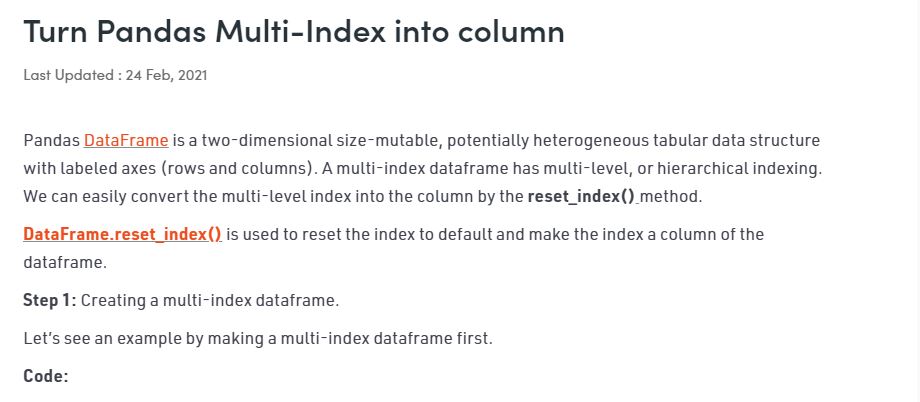 Turn Pandas Multi-Index into column
Last Updated : 24 Feb, 2021
Pandas DataFrame is a two-dimensional size-mutable, potentially heterogeneous tabular data structure
with labeled axes (rows and columns). A multi-index dataframe has multi-level, or hierarchical indexing.
We can easily convert the multi-level index into the column by the reset_index() method.
DataFrame.reset_index() is used to reset the index to default and make the index a column of the
dataframe.
Step 1: Creating a multi-index dataframe.
Let’s see an example by making a multi-index dataframe first.
Code: